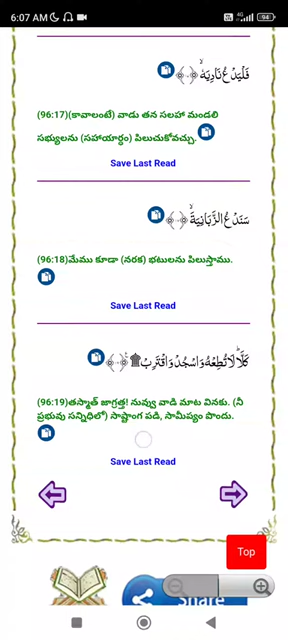 6:07 AM
94
فَلْيَدْعُ نَادِيَهٗ ۙ
(96:17)(కావాలంటే) వాడు తన సలహా మండలి
సభ్యులను (సహాయార్థం) పిలుచుకోవచ్చు.
Save Last Read
سَنَدْعُ الزَّبَانِيَةَ ۙ
(96:18)మేము కూడా (నరక) భటులను పిలుస్తాము.
Save Last Read
كَلَّا ؕ لَا تُطِعْهُ وَاسْجُدْ وَاقْتَرِبْ ۩
(96:19)తస్మాత్ జాగ్రత్త! నువ్వు వాడి మాట వినకు. (నీ
ప్రభువు సన్నిధిలో) సాష్టాంగ పడి, సామీప్యం పొందు.
Save Last Read
Top
Share